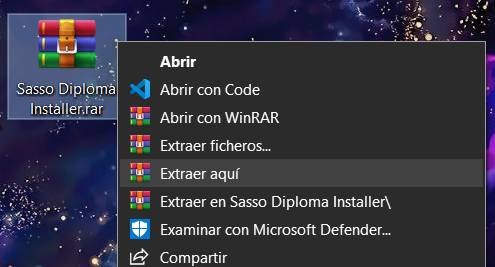 Sasso Diploma
Installer.rar
Abrir
Abrir con Code
Abrir con WinRAR
Extraer ficheros...
Extraer aquí
Extraer en Sasso Diploma Installer\
Examinar con Microsoft Defender...
Compartir